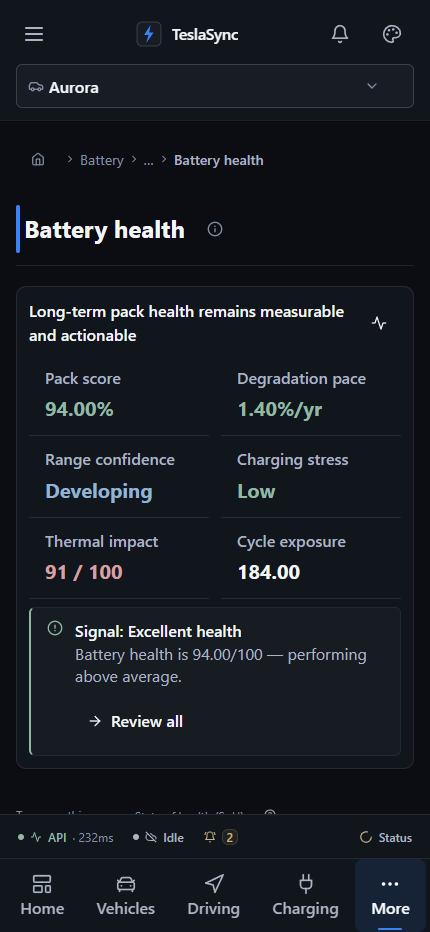 TeslaSync
Aurora
Battery
...
Battery health
Battery health
Long-term pack health remains measurable
and actionable
Pack score
Degradation pace
94.00%
1.40%/yr
Range confidence
Charging stress
Developing
Low
Thermal impact
Cycle exposure
91 / 100
184.00
Signal: Excellent health
Battery health is 94.00/100 — performing
above average.
Review all
API · 232ms
Idle
2
Status
Home
Vehicles
Driving
Charging
More